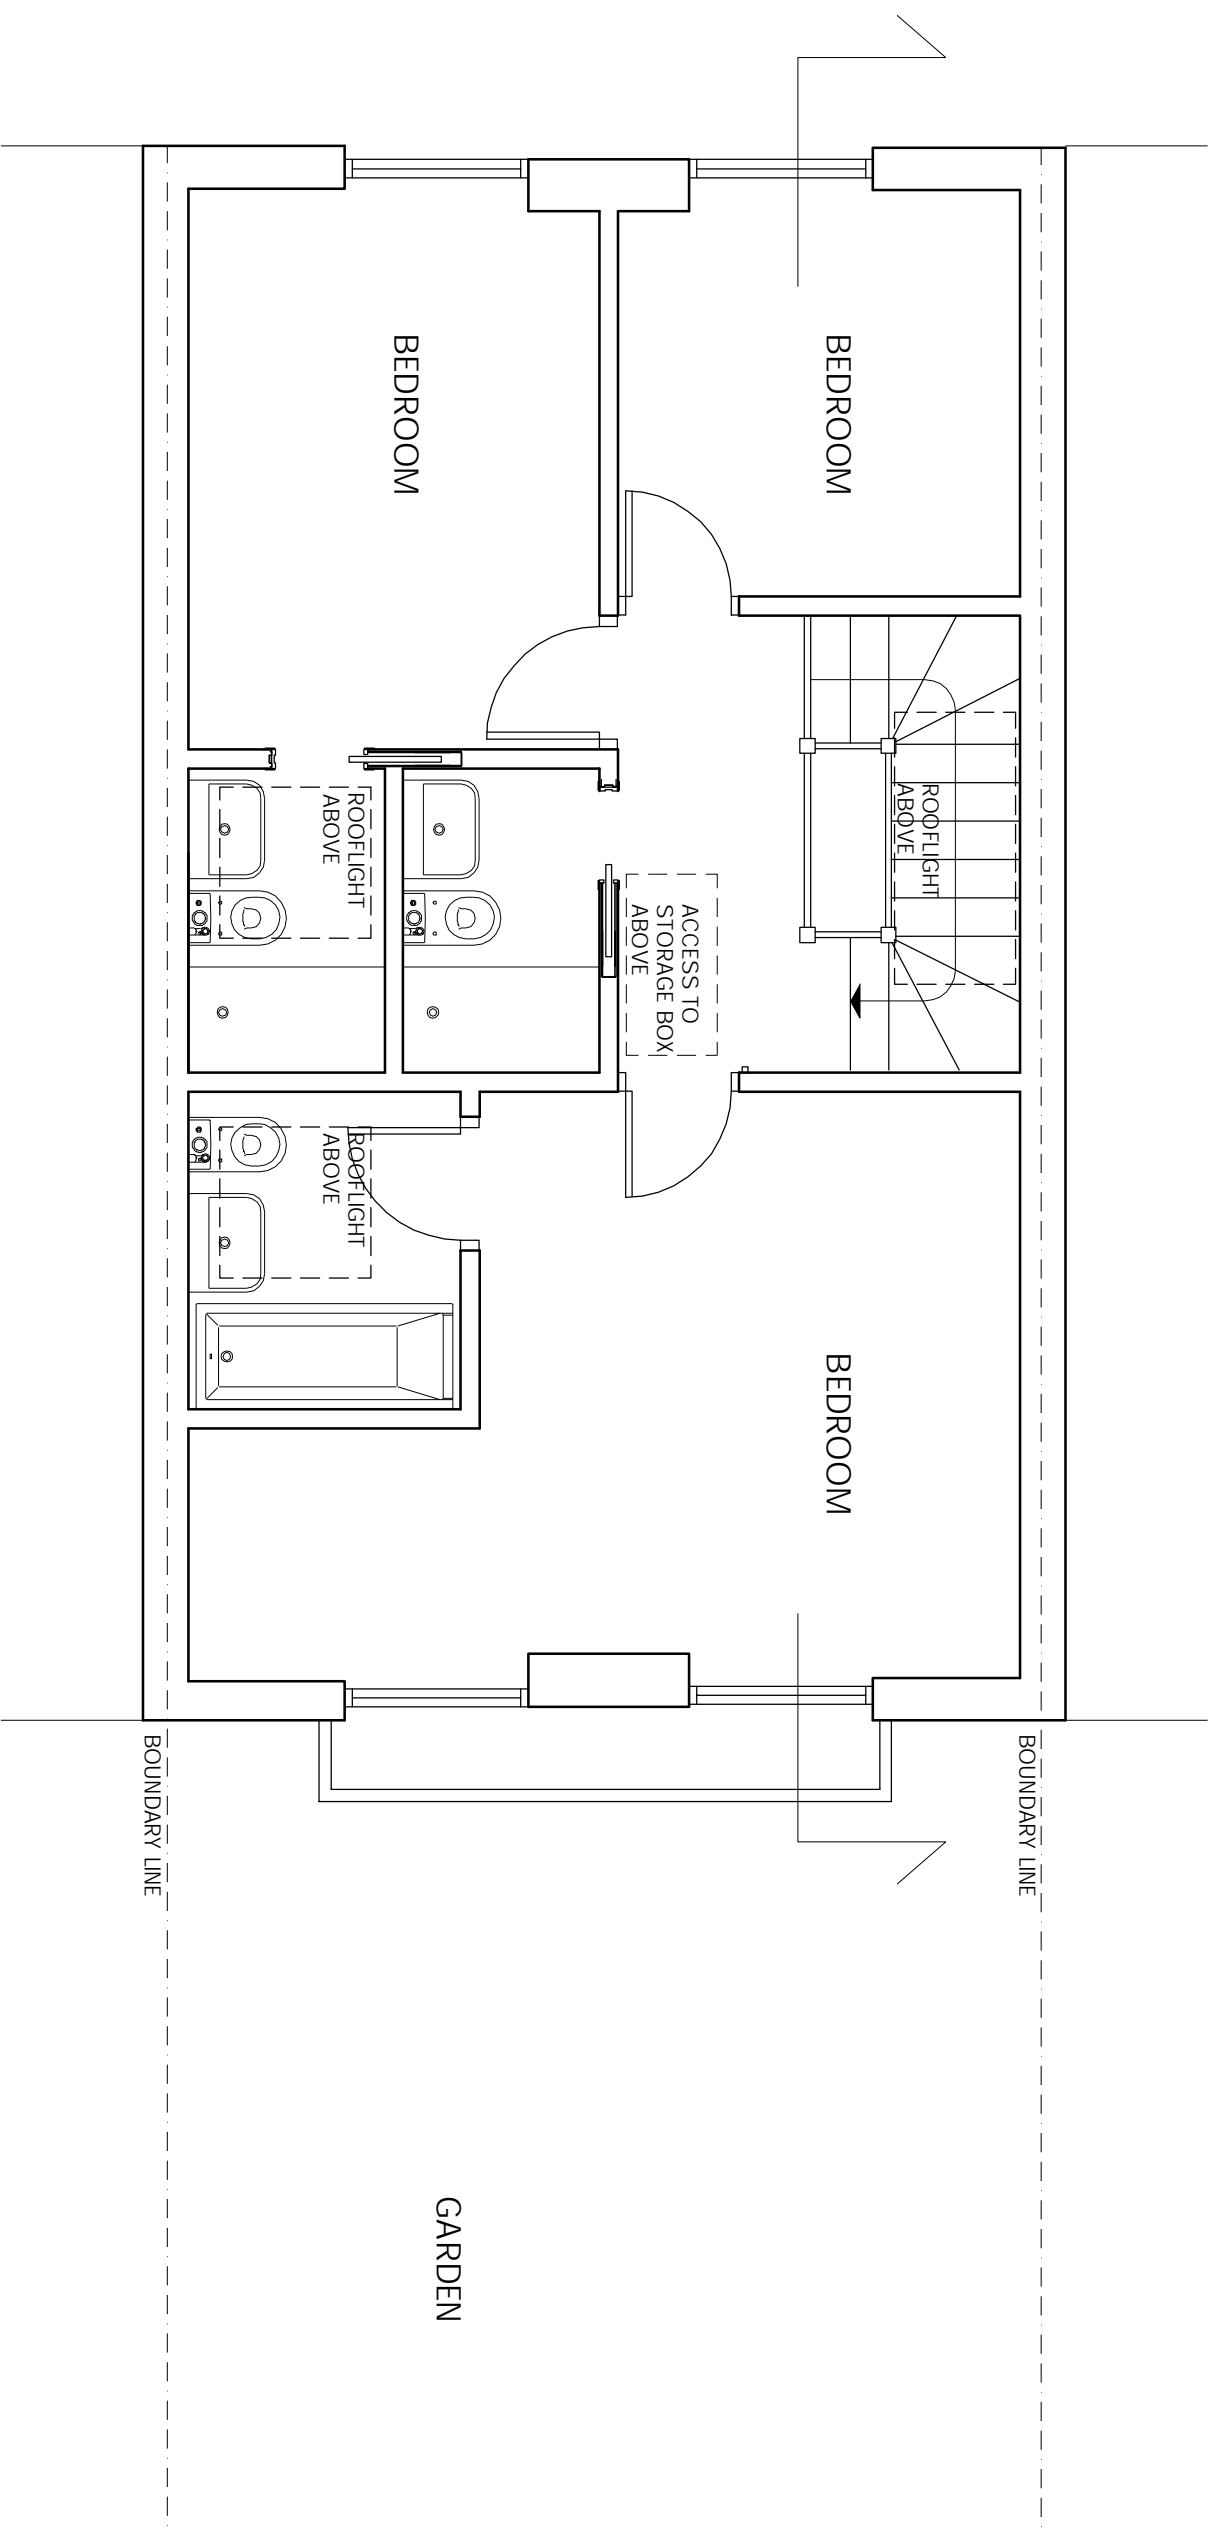 BEDROOM
BEDROOM
ROOFLIGHT
ABOVE
ROOFLIGHT
ABOVE
ACCESS TO
STORAGE BOX
ABOVE
ROOFLIGHT
ABOVE
BEDROOM
BOUNDARY LINE
BOUNDARY LINE
GARDEN